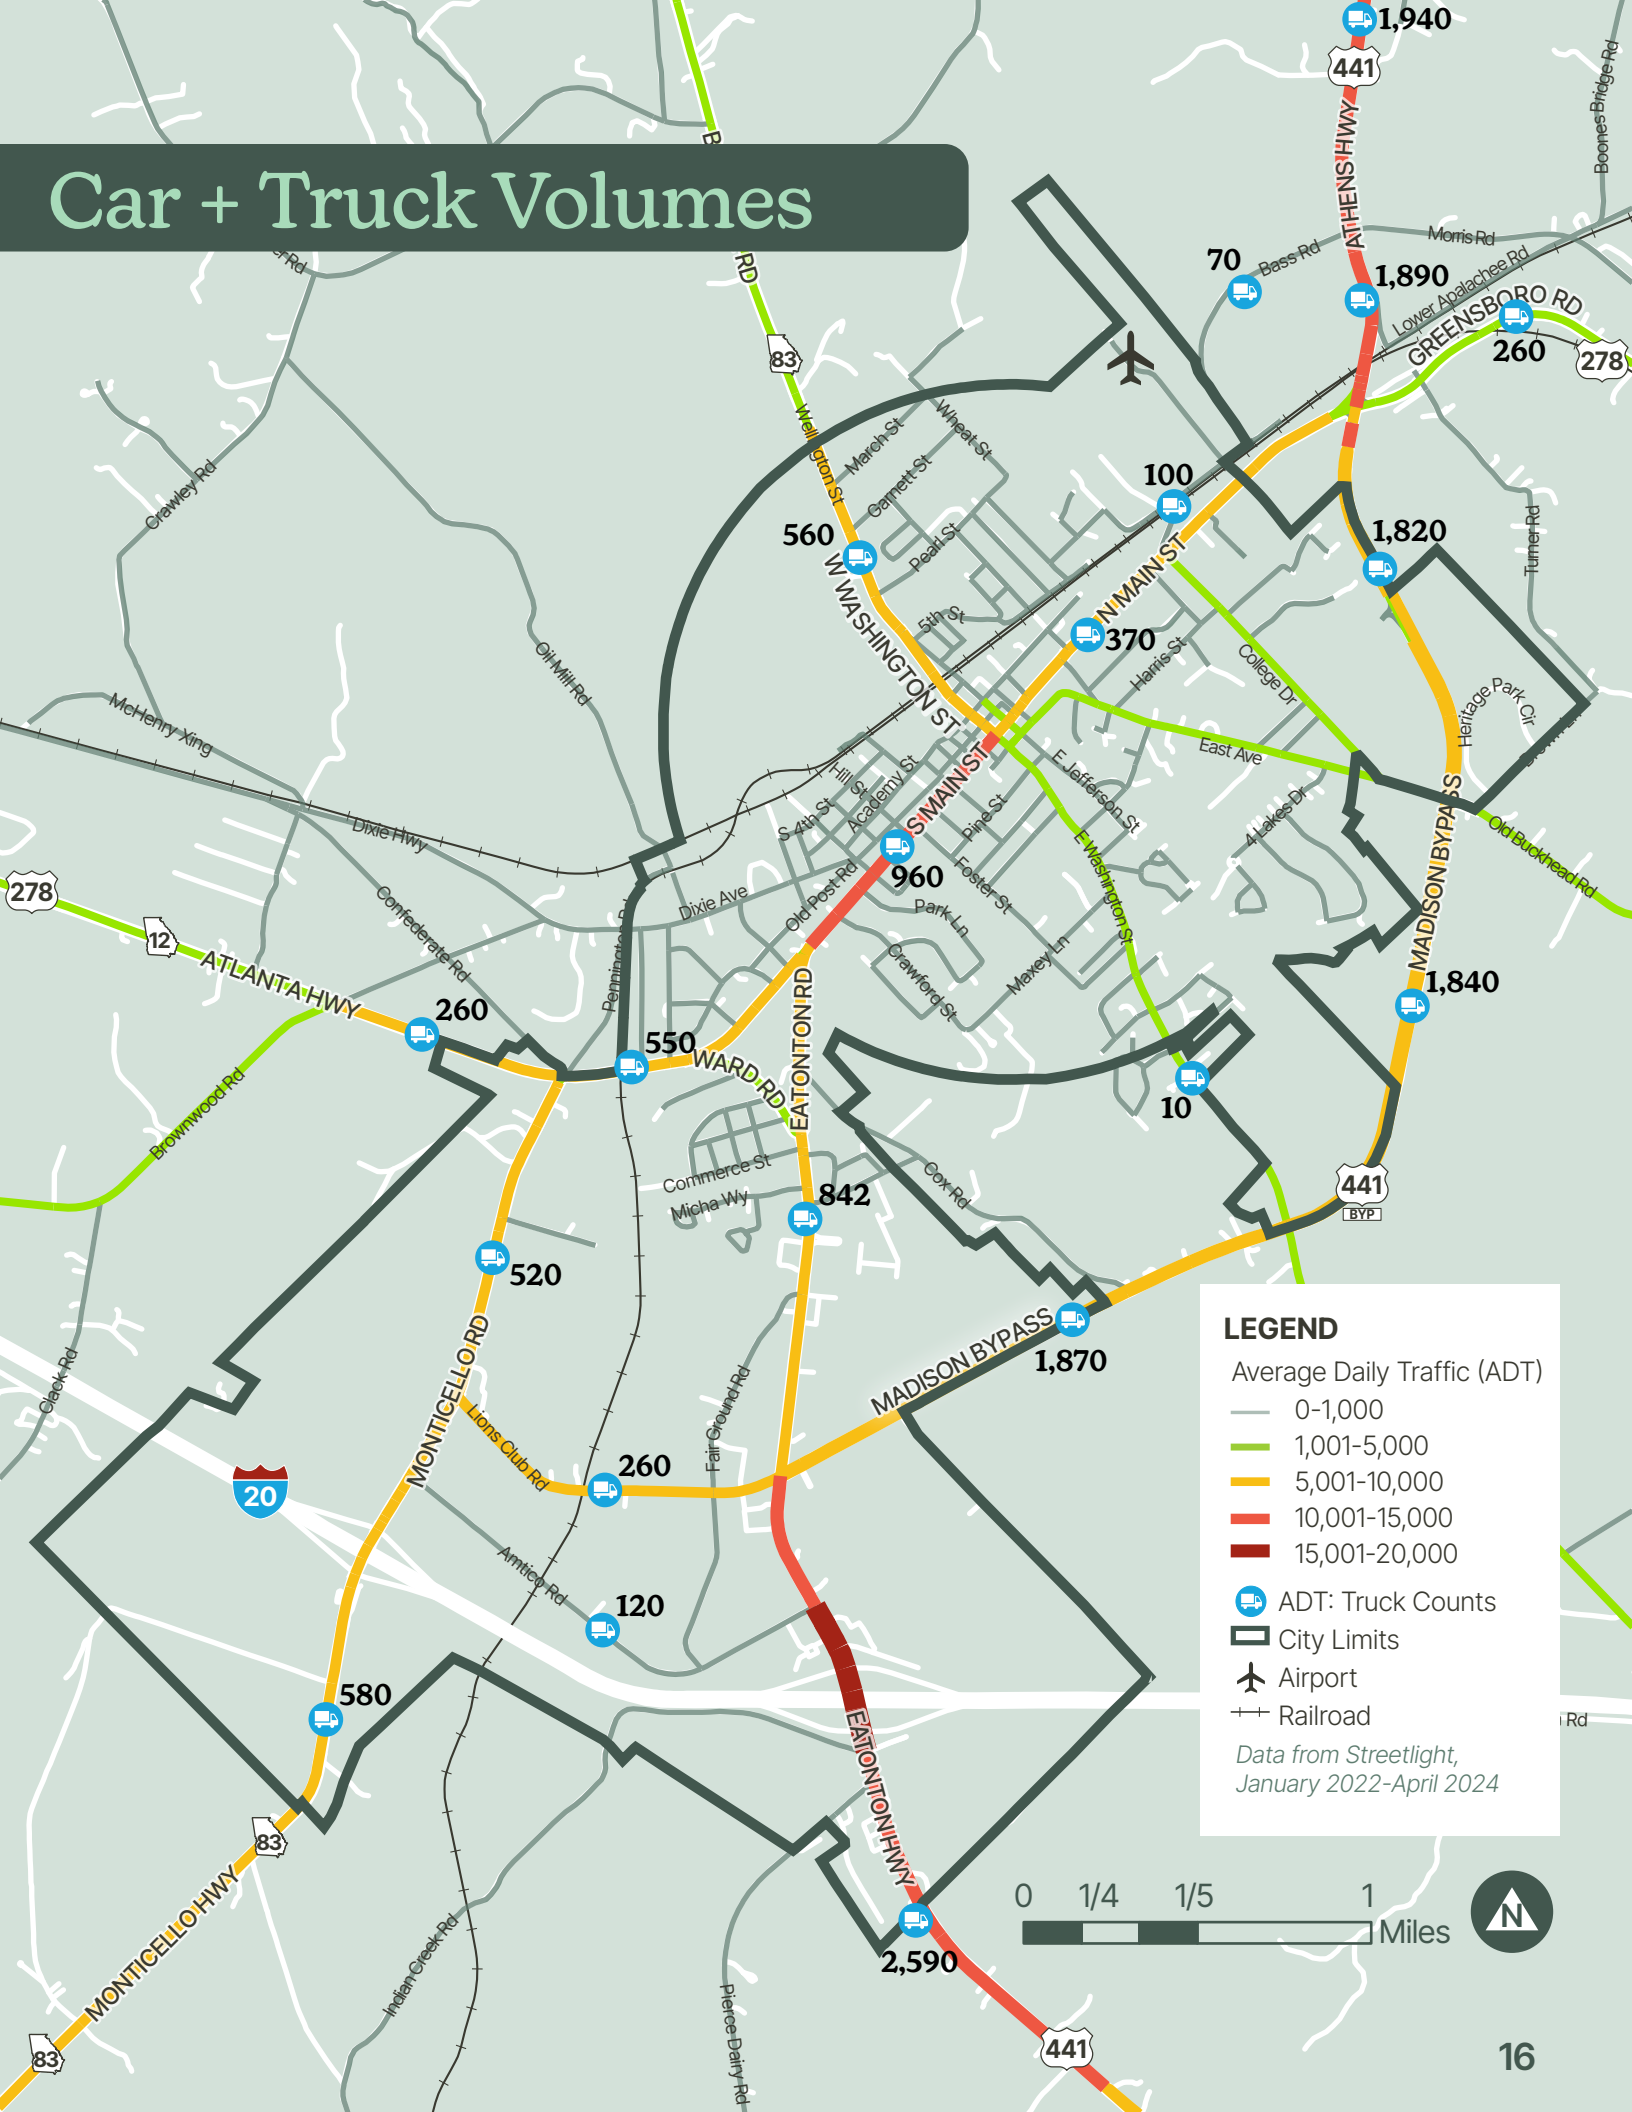 1,940
441
ATHENS HWY
Boones Bridge Rd
Car + Truck Volumes
RD
70
Bass Rd
Morris Rd
1,890
Lower Apalachee Rd
GREENSBORO RD
260
278
83
Wellington St
March St
Wheat St
Garnett St
Crawley Rd
100
560
Pearl St
1,820
Turner Rd
W WASHINGTON ST
N MAIN ST
370
5th St
Harris St
College Dr
Oil Mill Rd
McHenry Xing
Heritage Park Cir
East Ave
E Jefferson St
Hill St
Academy St
S 4th St
S MAIN ST
Pine St
4 Lakes Dr
Dixie Hwy
E Washington St
MADISON BYPASS
Old Buckhead Rd
960
Foster St
278
12
Confederate Rd
Dixie Ave
Old Post Rd
Park Ln
ATLANTA HWY
Pennington Rd
Crawford St
Maxey Ln
1,840
260
550
WARD RD
EATONTON RD
10
Brownwood Rd
Commerce St
Micha Wy
842
Cox Rd
441
BYP
520
MADISON BYPASS
1,870
Clack Rd
MONTICELLO RD
Lions Club Rd
Fair Ground Rd
260
20
Amtico Rd
120
580
EATONTON HWY
83
MONTICELLO HWY
Indian Creek Rd
2,590
Pierce Dairy Rd
441
83
LEGEND
Average Daily Traffic (ADT)
0-1,000
1,001-5,000
5,001-10,000
10,001-15,000
15,001-20,000
ADT: Truck Counts
City Limits
Airport
Railroad
Data from Streetlight,
January 2022-April 2024
Rd
0 1/4 1/5 1
Miles
N
16